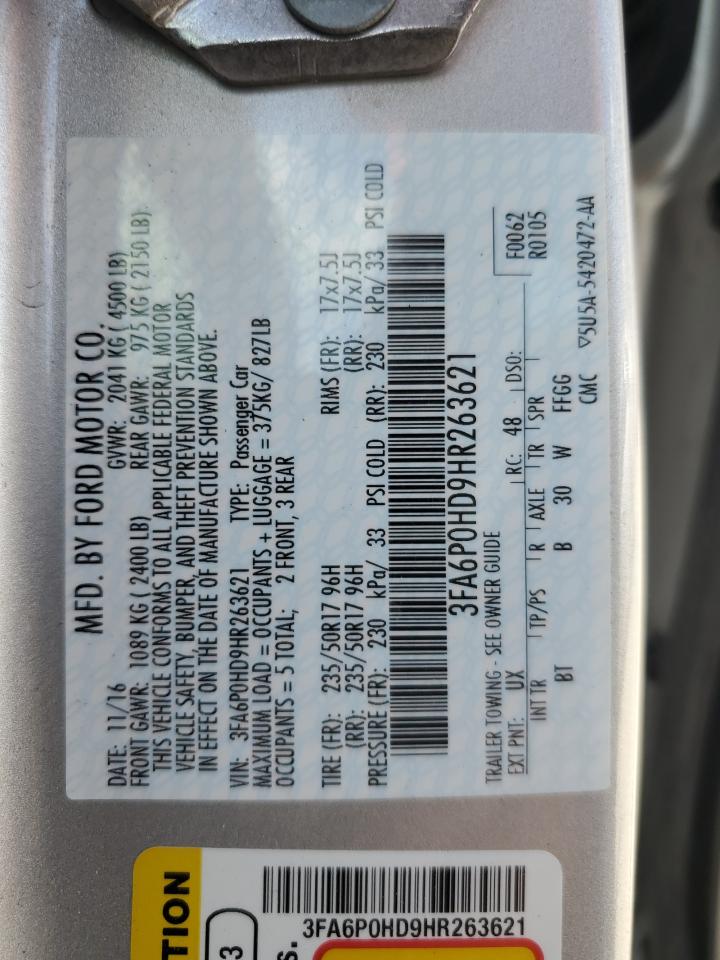 MFD. BY FORD MOTOR CO.
DATE: 11/16 GVWR: 2041 KG ( 4500 LB)
FRONT GAWR: 1089 KG ( 2400 LB) REAR GAWR: 975 KG ( 2150 LB)
THIS VEHICLE CONFORMS TO ALL APPLICABLE FEDERAL MOTOR
VEHICLE SAFETY, BUMPER, AND THEFT PREVENTION STANDARDS
IN EFFECT ON THE DATE OF MANUFACTURE SHOWN ABOVE.
VIN: 3FA6P0HD9HR263621 TYPE: Passenger Car
MAXIMUM LOAD = OCCUPANTS + LUGGAGE = 375KG/ 827LB
OCCUPANTS = 5 TOTAL; 2 FRONT, 3 REAR
TIRE (FR): 235/50R17 96H RIMS (FR): 17x7.5J
(RR): 235/50R17 96H (RR): 17x7.5J
PRESSURE (FR): 230 kPa/ 33 PSI COLD (RR): 230 kPa/ 33 PSI COLD
3FA6P0HD9HR263621
TRAILER TOWING - SEE OWNER GUIDE
F0062
EXT PNT: UX RC: 48 DSO: R0105
INT TR TP/PS R AXLE TR SPR
BT B 30 W FFGG
CMC ▽5U5A-5420472-AA
TION
3
s.
3FA6P0HD9HR263621